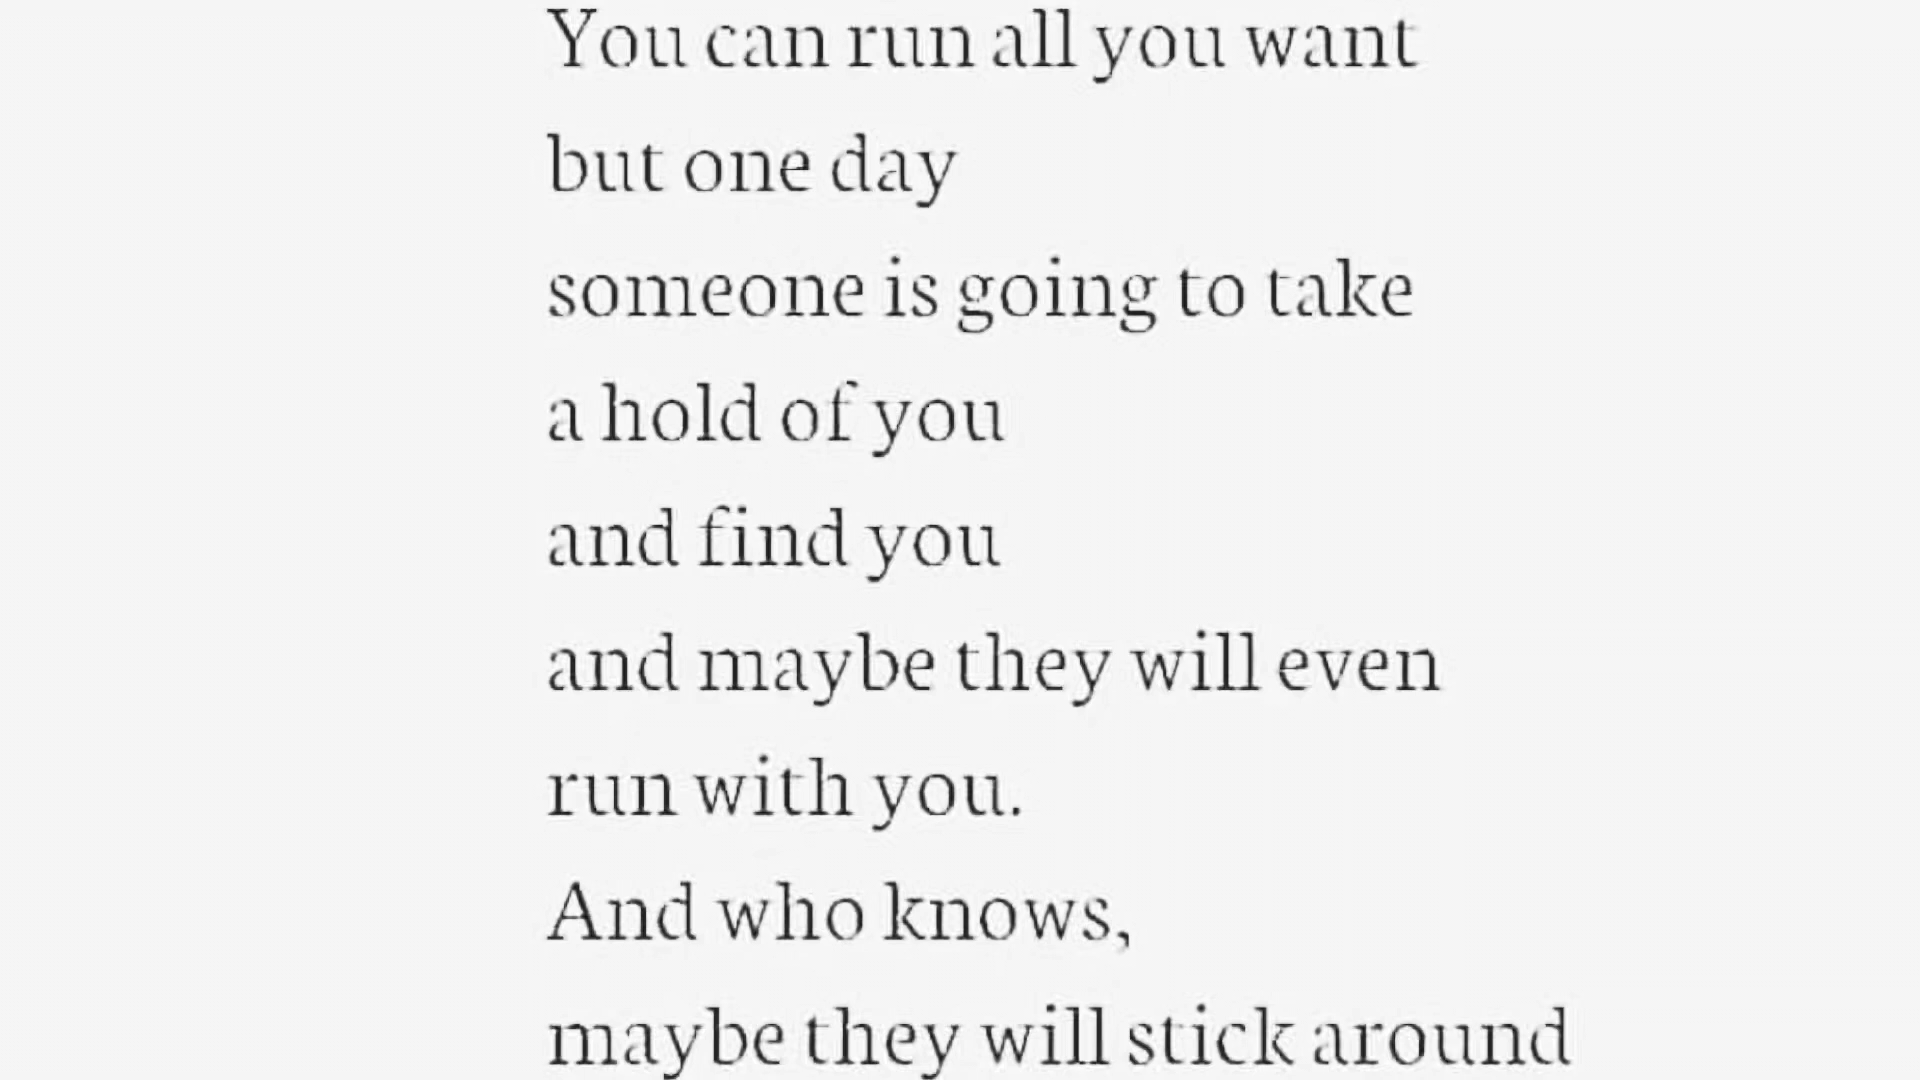 You can run all you want
but one day
someone is going to take
a hold of you
and find you
and maybe they will even
run with you.
And who knows,
maybe they will stick around